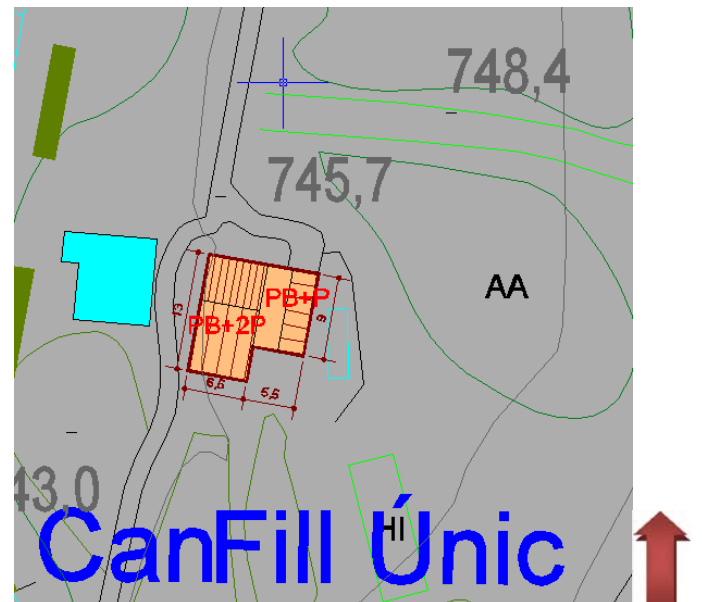 748,4
745,7
AA
PB+P
PB+2P
13
9
6,5
5,5
43,0
HI
CanFill Únic